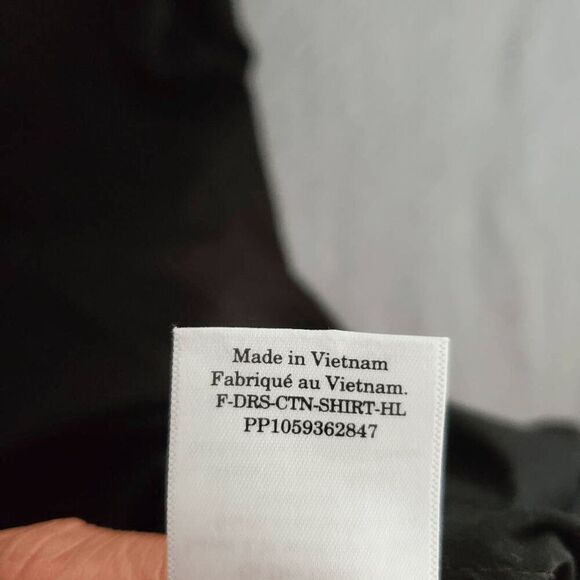 Made in Vietnam
Fabriqué au Vietnam.
F-DRS-CTN-SHIRT-HL
PP1059362847